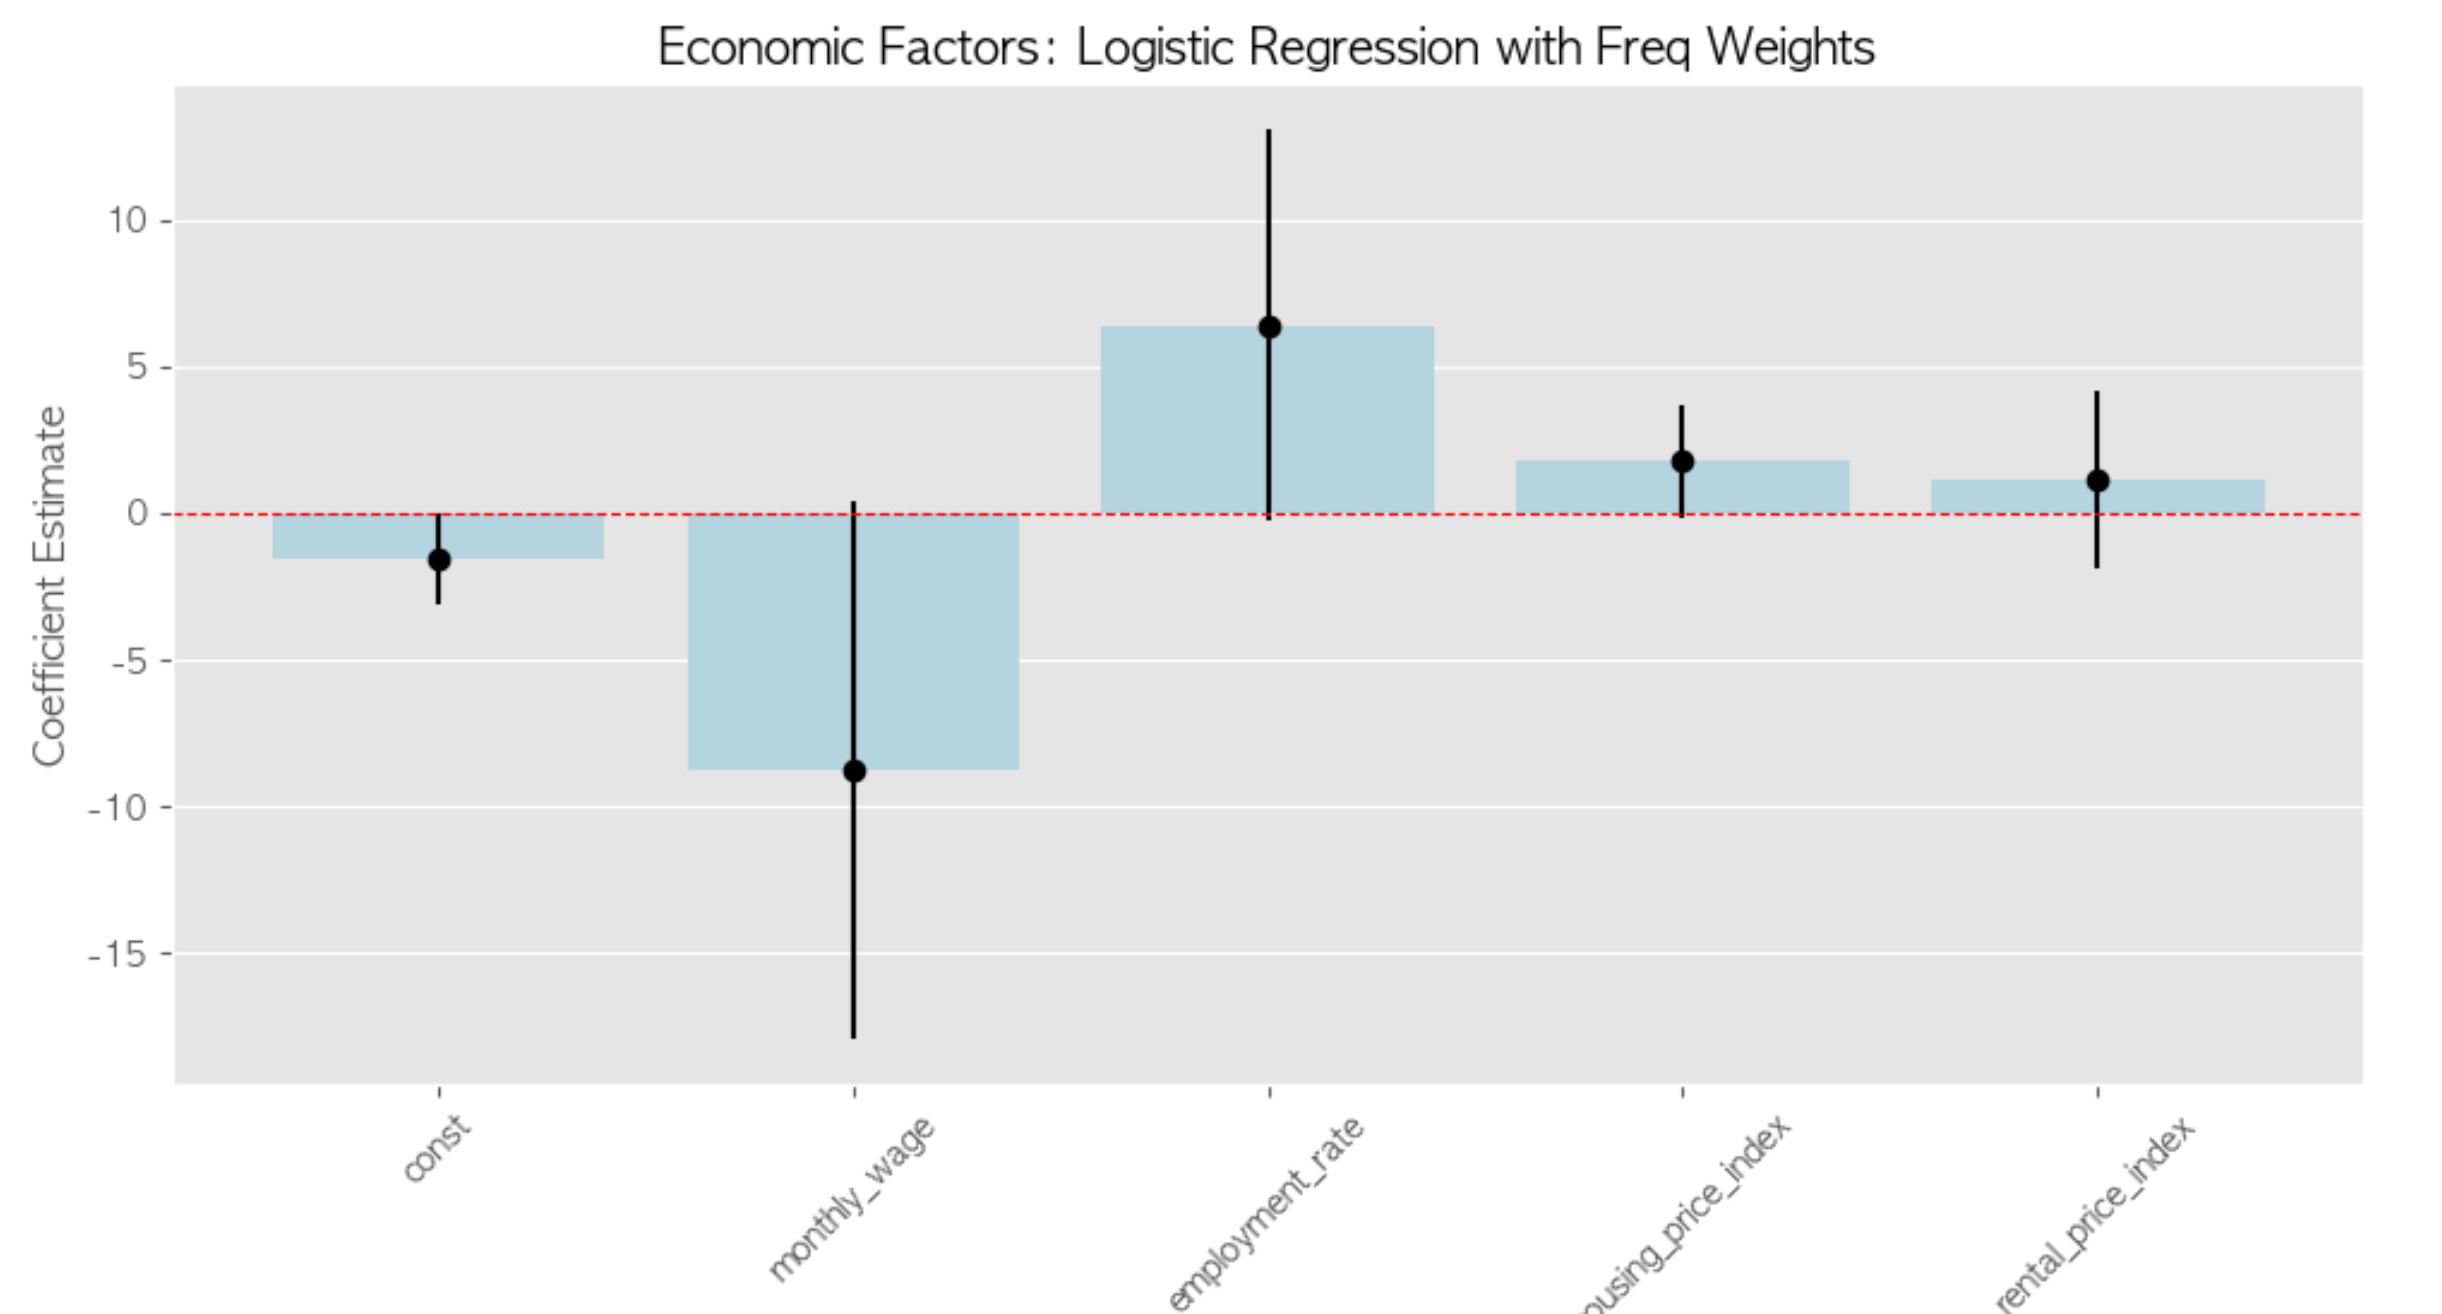 Economic Factors: Logistic Regression with Freq Weights
Coefficient Estimate
10
5
0
-5
-10
-15
const
monthly_wage
employment_rate
ousing_price_index
rental_price_index